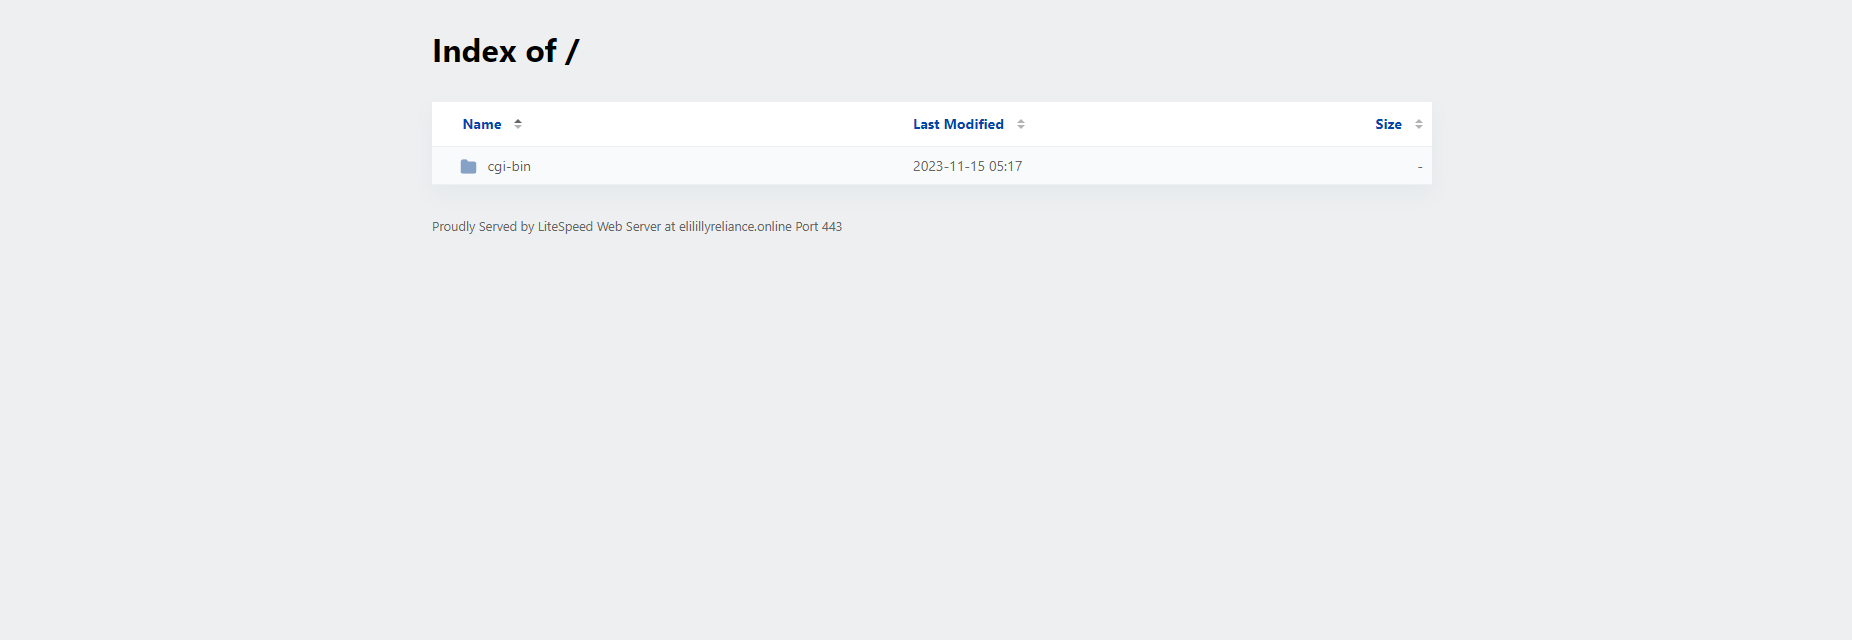 Index of /
Name Last Modified Size
cgi-bin 2023-11-15 05:17 -
Proudly Served by LiteSpeed Web Server at elilillyreliance.online Port 443